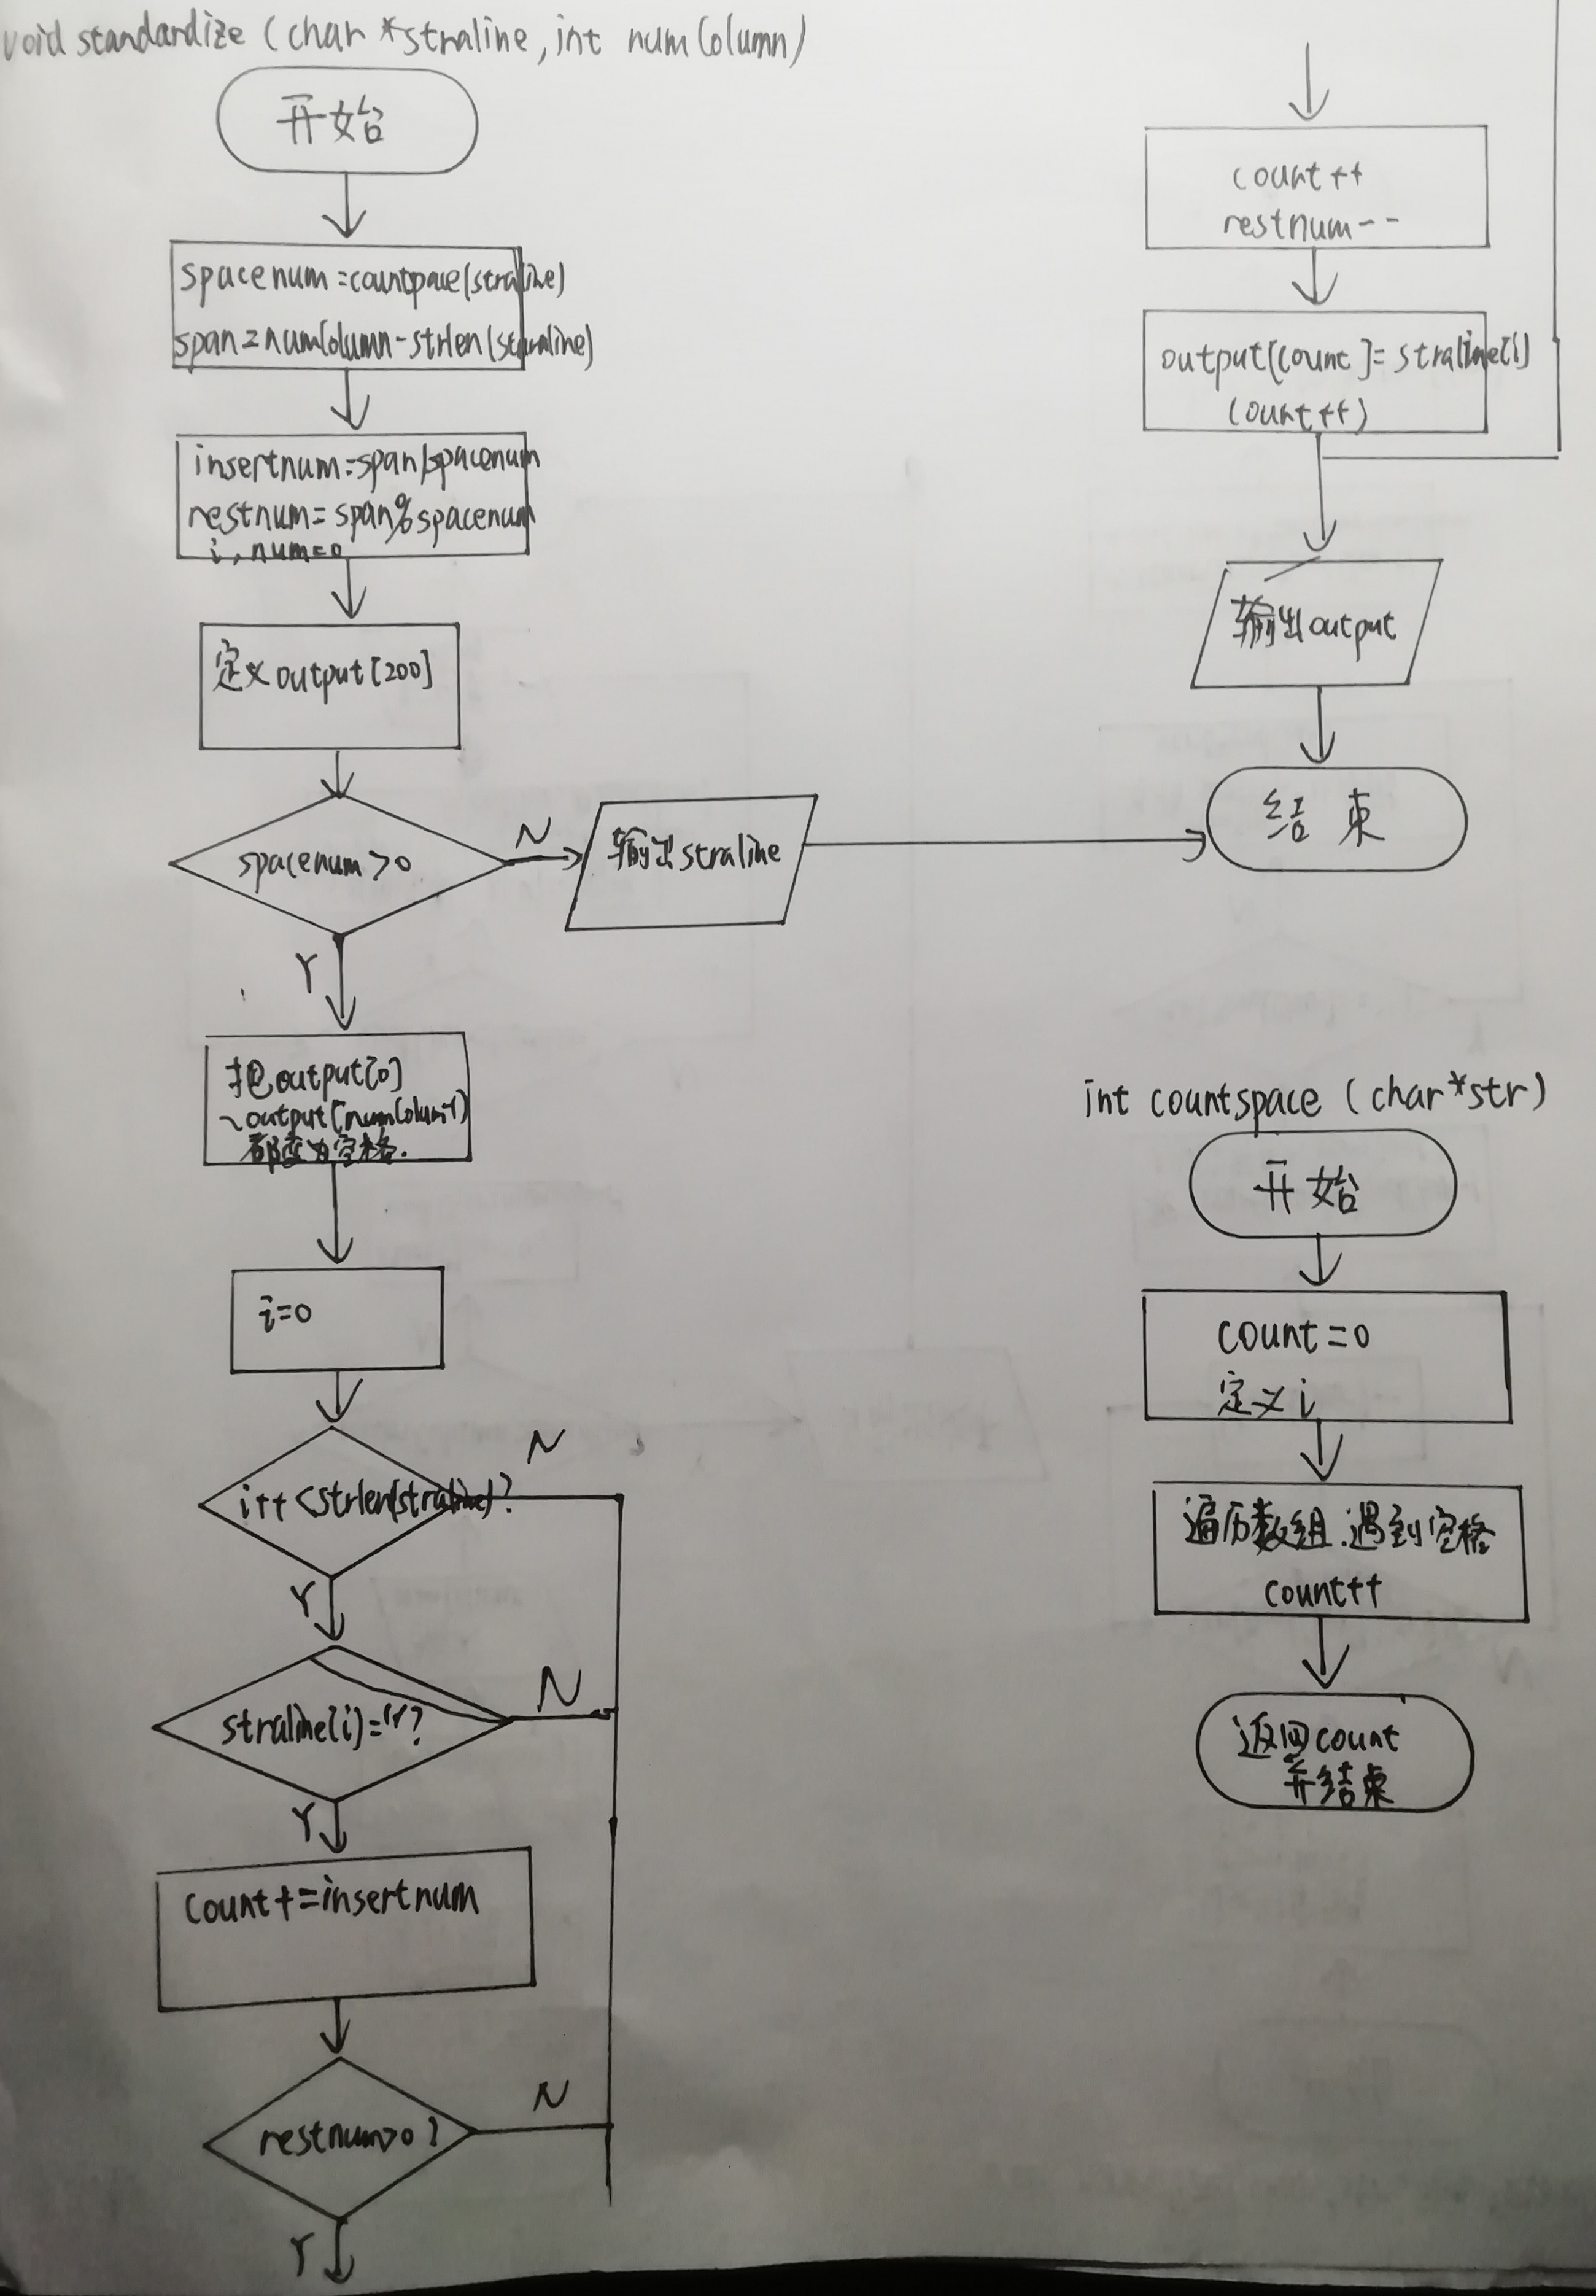 void standardize (char *straline, int numColumn)
开始
spacenum=countpace(straline)
span=numColumn-strlen(straline)
insertnum=span/spacenum
restnum=span%spacenum
i,num=0
定义output[200]
spacenum>0
N
输出straline
Y
把output[0]
~output[numColum-1)
都变为空格.
i=0
i++<strlen(straline)?
N
Y
straline(i)=' '?
N
Y
count+=insertnum
restnum>0?
N
Y
count++
restnum--
output[count]=straline[i]
(count++)
输出output
结束
int countspace (char*str)
开始
count=0
定义i
遍历数组.遇到空格
count++
返回count
并结束